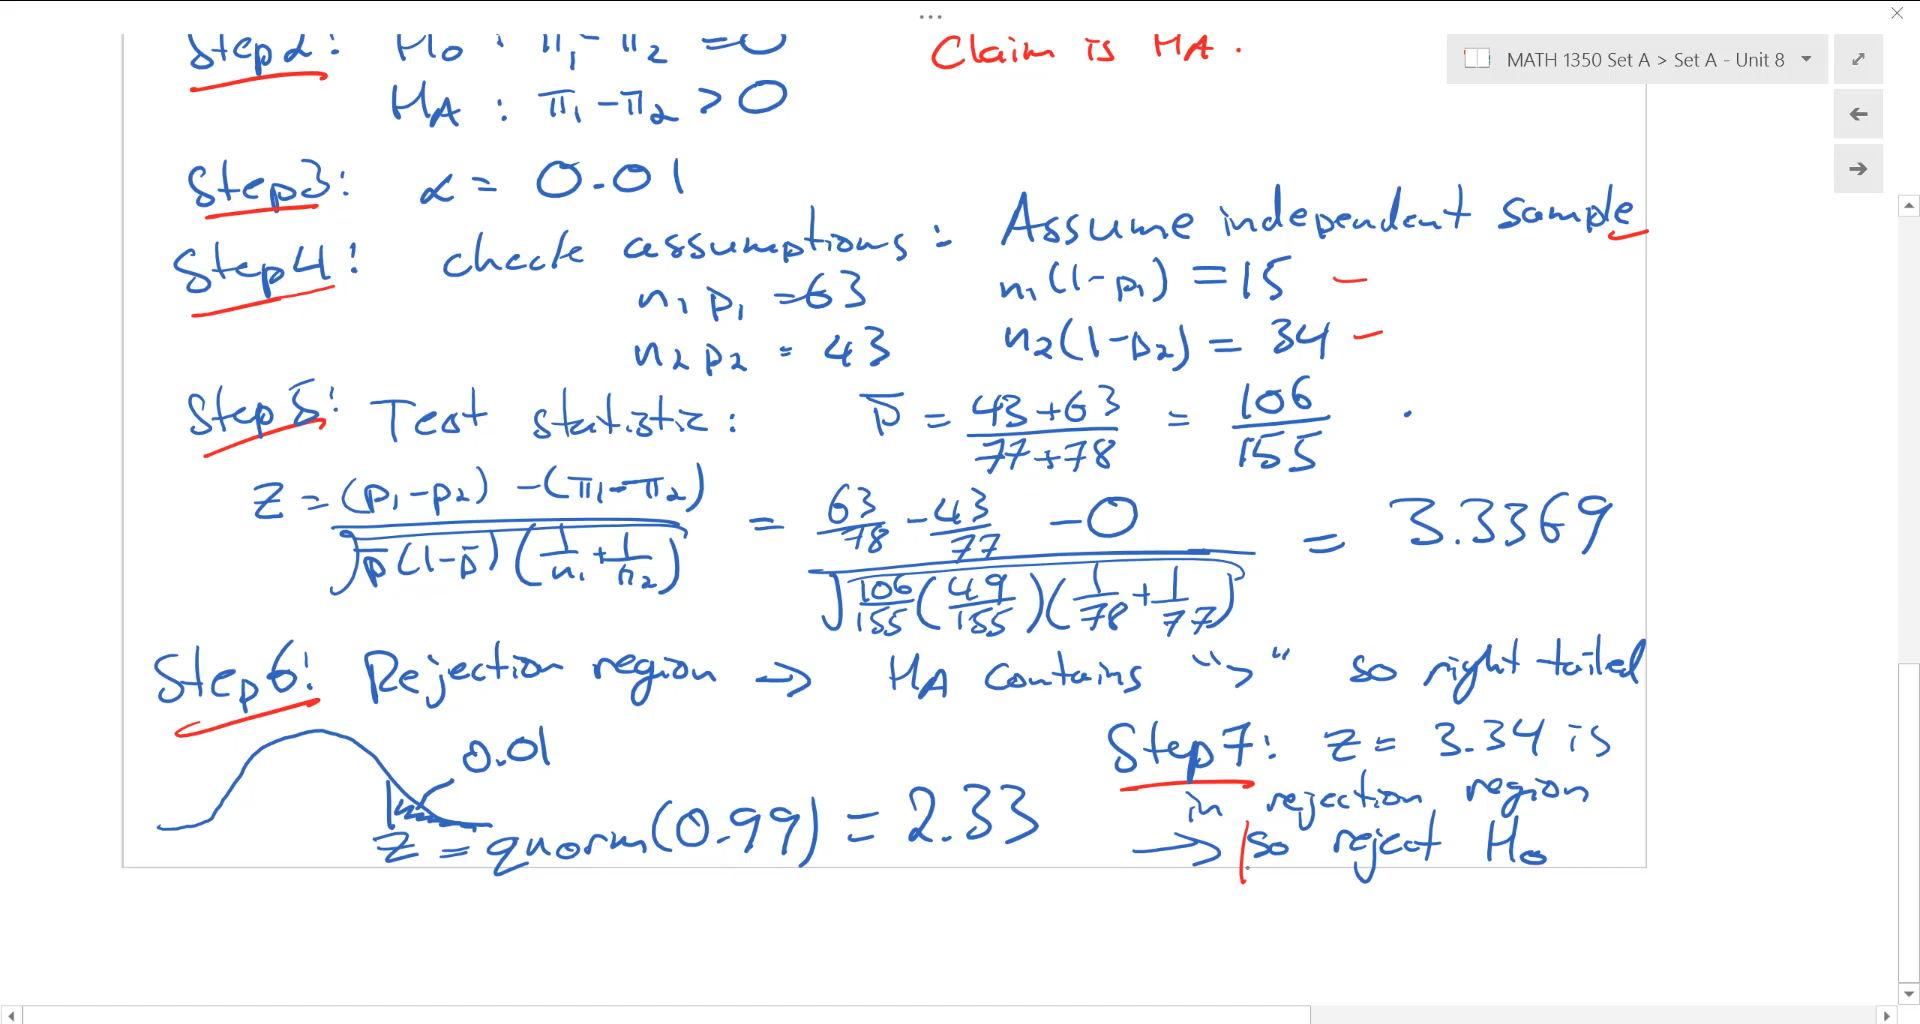 Step 2: H0 : π1 - π2 = 0
Claim is HA.
MATH 1350 Set A > Set A - Unit 8
HA : π1 - π2 > 0
Step 3: α = 0.01
Step 4: check assumptions: Assume independent sample
n1 p1 = 63 n1(1-p1) = 15
n2 p2 = 43 n2(1-p2) = 34
Step 5: Test statistic: p̄ = (43+63)/(77+78) = 106/155
z = ((p1-p2) - (π1-π2))/√(p̄(1-p̄)(1/n1 + 1/n2)) = (63/78 - 43/77 - 0)/√(106/155 (49/155)(1/78 + 1/77)) = 3.3369
Step 6: Rejection region → HA contains ">" so right tailed
0.01
z = qnorm(0.99) = 2.33
Step 7: z = 3.34 is
in rejection region
→ so reject H0